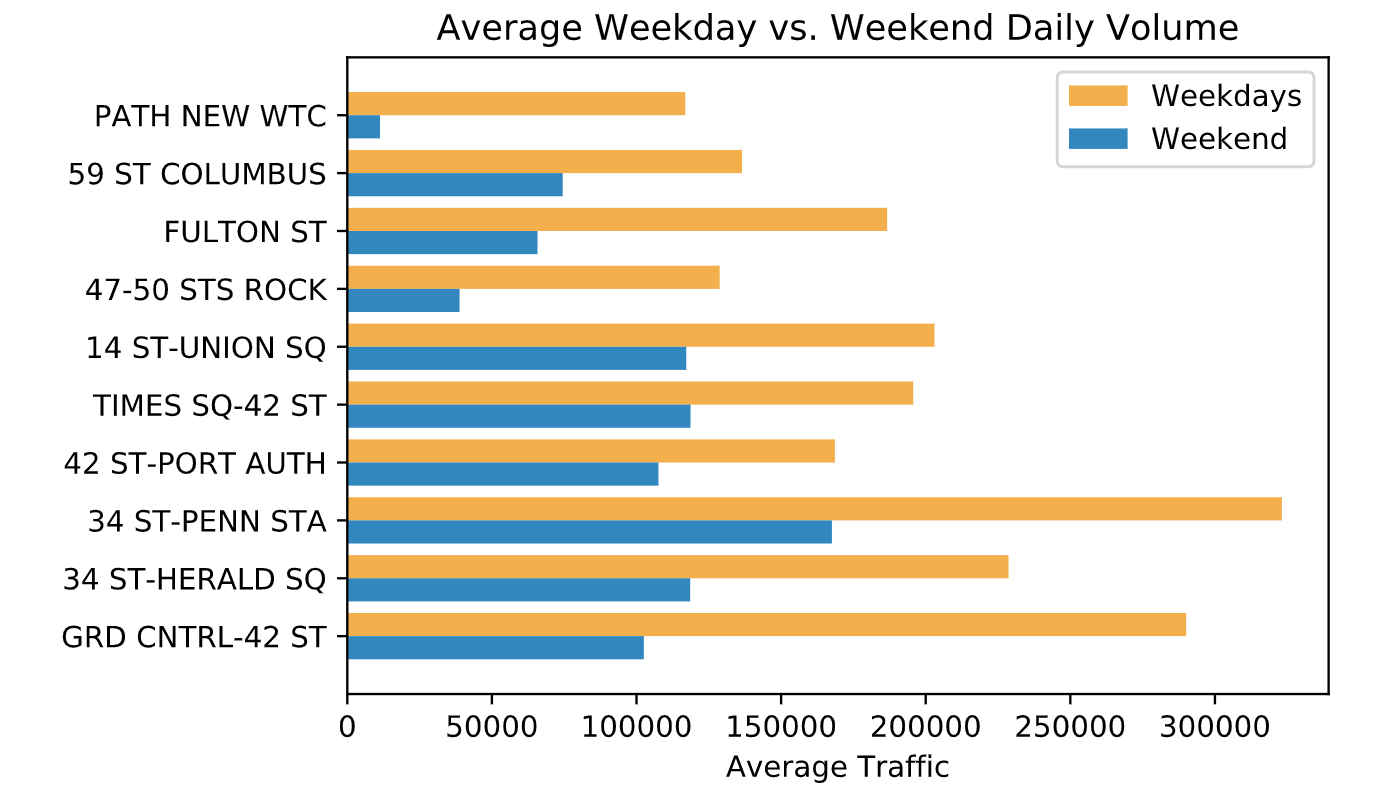 Average Weekday vs. Weekend Daily Volume
Weekdays
Weekend
PATH NEW WTC
59 ST COLUMBUS
FULTON ST
47-50 STS ROCK
14 ST-UNION SQ
TIMES SQ-42 ST
42 ST-PORT AUTH
34 ST-PENN STA
34 ST-HERALD SQ
GRD CNTRL-42 ST
0 50000 100000 150000 200000 250000 300000
Average Traffic